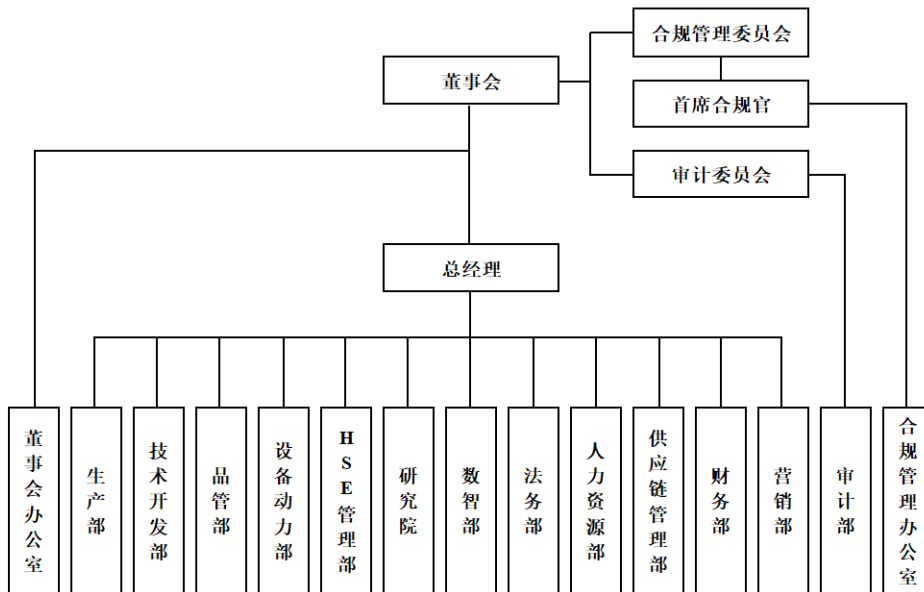 合规管理委员会
董事会
首席合规官
审计委员会
总经理
董事会办公室
生产部
技术开发部
品管部
设备动力部
HSE管理部
研究院
数智部
法务部
人力资源部
供应链管理部
财务部
营销部
审计部
合规管理办公室